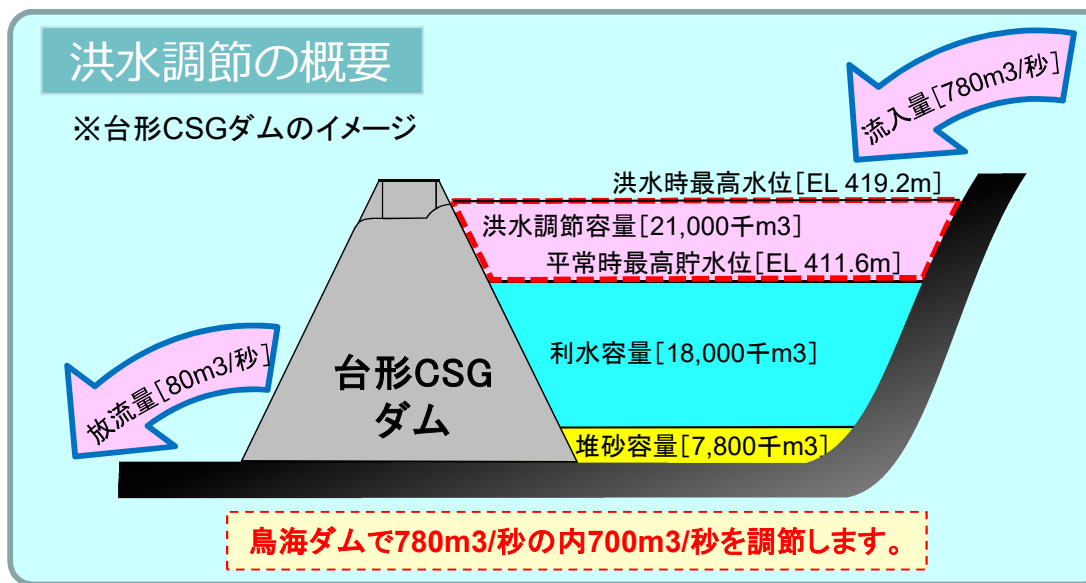 洪水調節の概要
※台形CSGダムのイメージ
流入量[780m3/秒]
洪水時最高水位[EL 419.2m]
洪水調節容量[21,000千m3]
平常時最高貯水位[EL 411.6m]
利水容量[18,000千m3]
台形CSG
ダム
放流量[80m3/秒]
堆砂容量[7,800千m3]
鳥海ダムで780m3/秒の内700m3/秒を調節します。